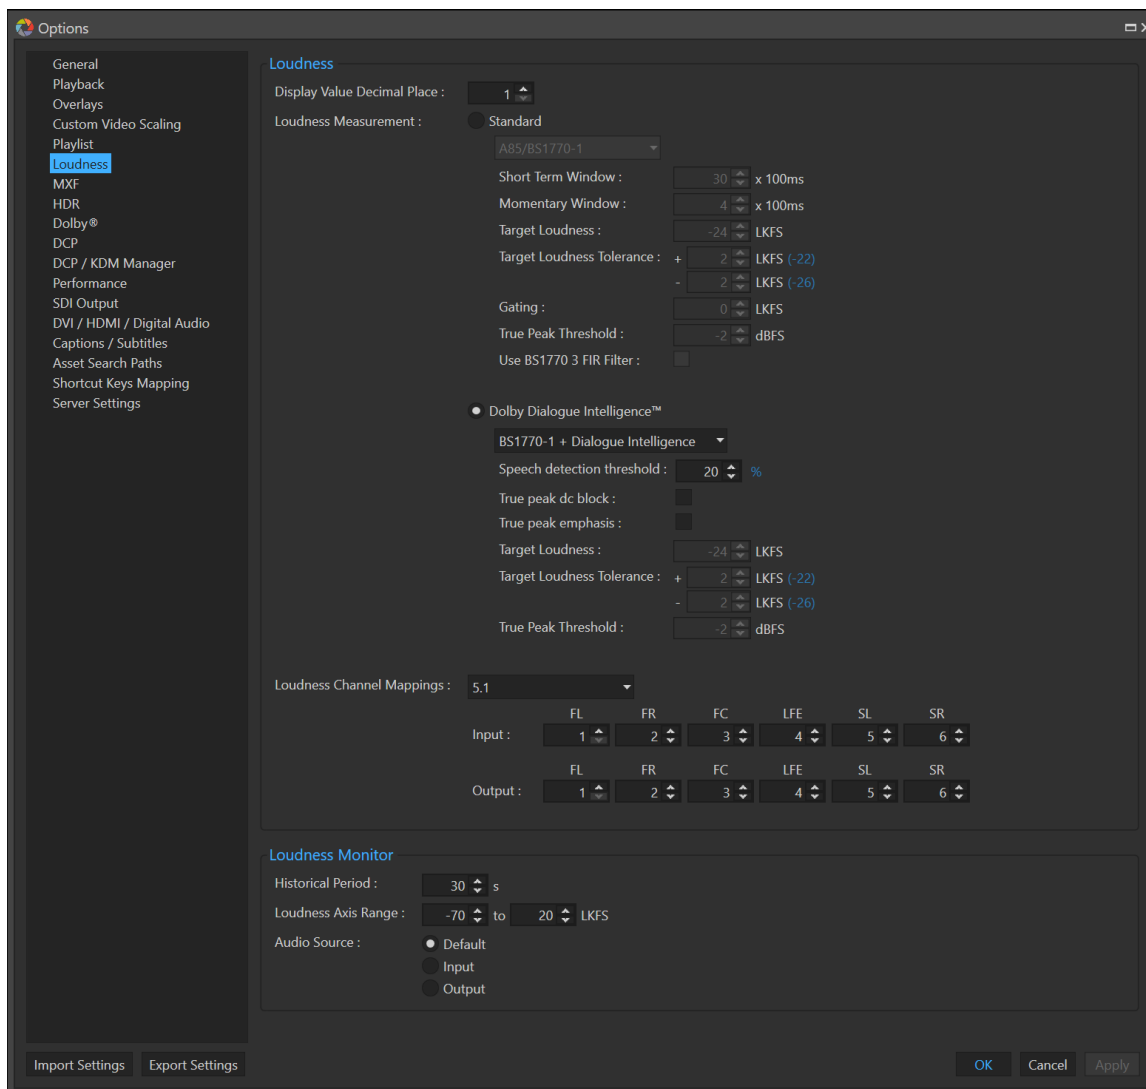 Options
General
Playback
Overlays
Custom Video Scaling
Playlist
Loudness
MXF
HDR
Dolby®
DCP
DCP / KDM Manager
Performance
SDI Output
DVI / HDMI / Digital Audio
Captions / Subtitles
Asset Search Paths
Shortcut Keys Mapping
Server Settings
Loudness
Display Value Decimal Place : 1
Loudness Measurement : Standard
A85/BS1770-1
Short Term Window : 30 x 100ms
Momentary Window : 4 x 100ms
Target Loudness : -24 LKFS
Target Loudness Tolerance : + 2 LKFS (-22)
- 2 LKFS (-26)
Gating : 0 LKFS
True Peak Threshold : -2 dBFS
Use BS1770 3 FIR Filter :
Dolby Dialogue Intelligence™
BS1770-1 + Dialogue Intelligence
Speech detection threshold : 20 %
True peak dc block :
True peak emphasis :
Target Loudness : -24 LKFS
Target Loudness Tolerance : + 2 LKFS (-22)
- 2 LKFS (-26)
True Peak Threshold : -2 dBFS
Loudness Channel Mappings : 5.1
FL FR FC LFE SL SR
Input : 1 2 3 4 5 6
FL FR FC LFE SL SR
Output : 1 2 3 4 5 6
Loudness Monitor
Historical Period : 30 s
Loudness Axis Range : -70 to 20 LKFS
Audio Source : Default
Input
Output
Import Settings Export Settings OK Cancel Apply